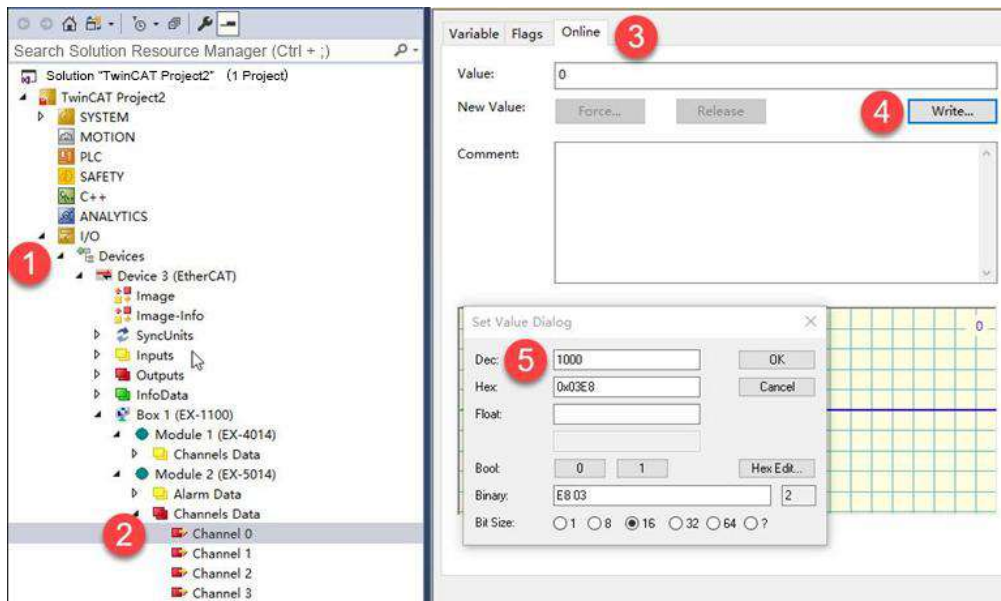 Search Solution Resource Manager (Ctrl + ;)
Solution "TwinCAT Project2" (1 Project)
TwinCAT Project2
SYSTEM
MOTION
PLC
SAFETY
C++
ANALYTICS
I/O
1
Devices
Device 3 (EtherCAT)
Image
Image-Info
SyncUnits
Inputs
Outputs
InfoData
Box 1 (EX-1100)
Module 1 (EX-4014)
Channels Data
Module 2 (EX-5014)
Alarm Data
Channels Data
2
Channel 0
Channel 1
Channel 2
Channel 3
Variable Flags Online 3
Value: 0
New Value: Force... Release 4 Write...
Comment:
0
Set Value Dialog
Dec: 5 1000 OK
Hex: 0x03E8 Cancel
Float:
Bool: 0 1 Hex Edit...
Binary: E8 03 2
Bit Size: 1 8 16 32 64 ?